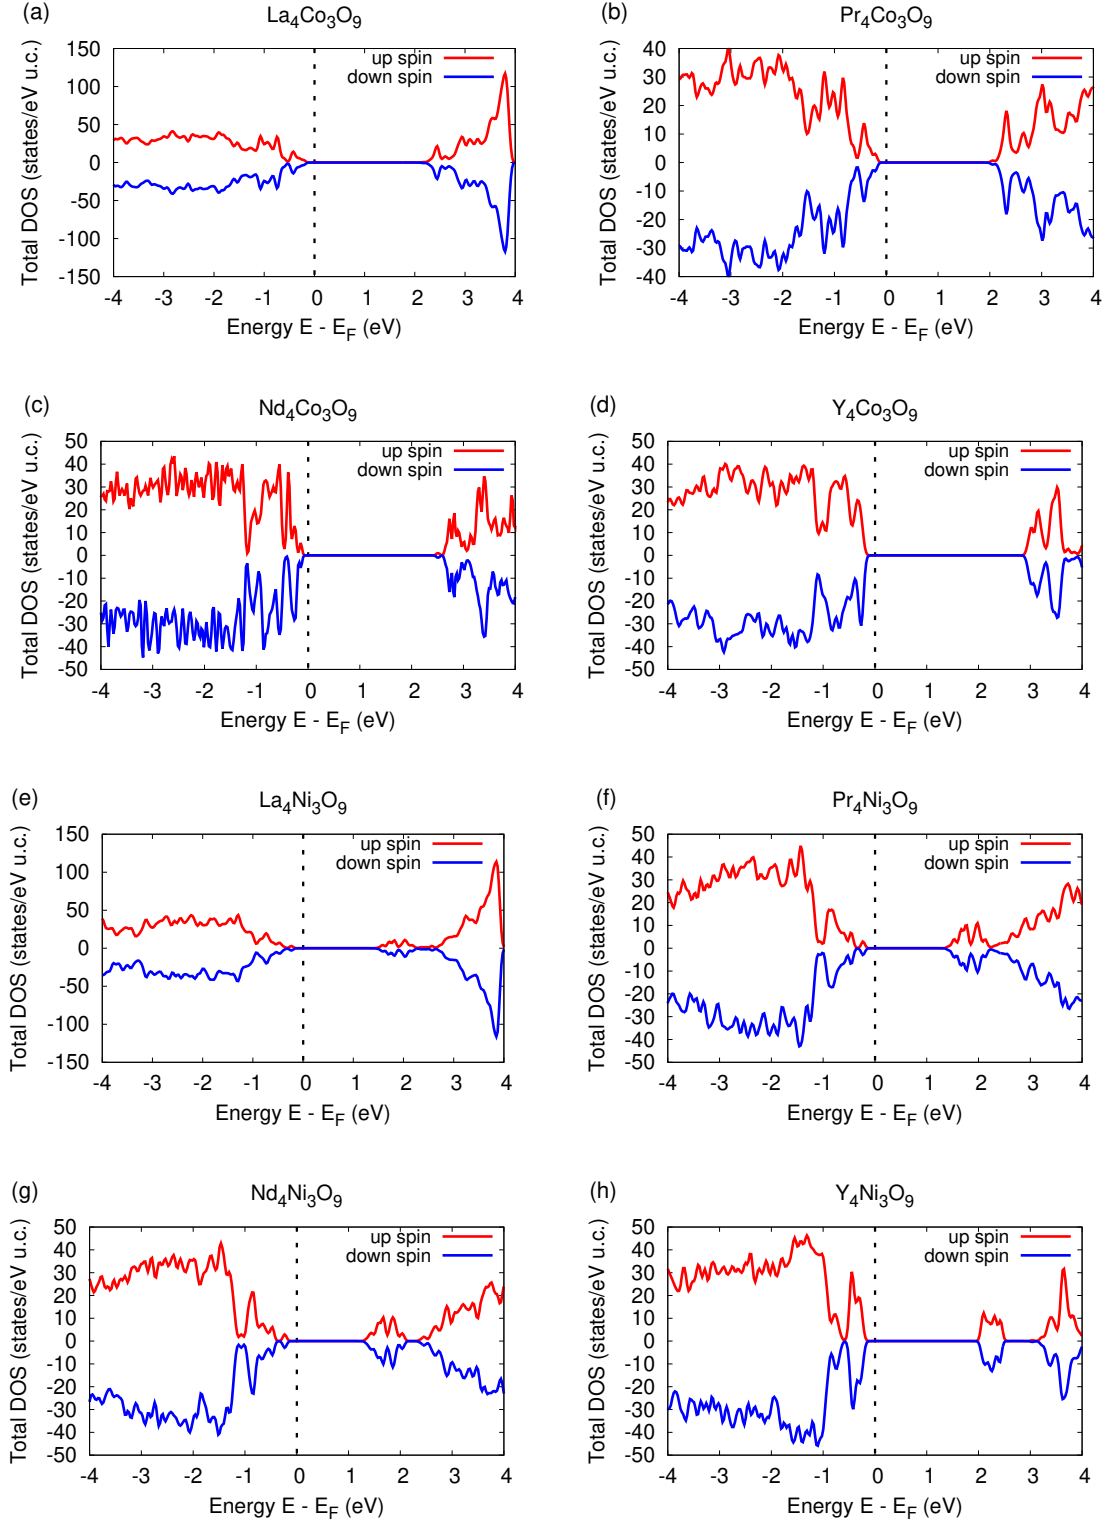 (a)
La4Co3O9
Total DOS (states/eV u.c.)
150
100
50
0
-50
-100
-150
up spin
down spin
-4 -3 -2 -1 0 1 2 3 4
Energy E - EF (eV)
(b)
Pr4Co3O9
Total DOS (states/eV u.c.)
40
30
20
10
0
-10
-20
-30
-40
up spin
down spin
-4 -3 -2 -1 0 1 2 3 4
Energy E - EF (eV)
(c)
Nd4Co3O9
Total DOS (states/eV u.c.)
50
40
30
20
10
0
-10
-20
-30
-40
-50
up spin
down spin
-4 -3 -2 -1 0 1 2 3 4
Energy E - EF (eV)
(d)
Y4Co3O9
Total DOS (states/eV u.c.)
50
40
30
20
10
0
-10
-20
-30
-40
-50
up spin
down spin
-4 -3 -2 -1 0 1 2 3 4
Energy E - EF (eV)
(e)
La4Ni3O9
Total DOS (states/eV u.c.)
150
100
50
0
-50
-100
-150
up spin
down spin
-4 -3 -2 -1 0 1 2 3 4
Energy E - EF (eV)
(f)
Pr4Ni3O9
Total DOS (states/eV u.c.)
50
40
30
20
10
0
-10
-20
-30
-40
-50
up spin
down spin
-4 -3 -2 -1 0 1 2 3 4
Energy E - EF (eV)
(g)
Nd4Ni3O9
Total DOS (states/eV u.c.)
50
40
30
20
10
0
-10
-20
-30
-40
-50
up spin
down spin
-4 -3 -2 -1 0 1 2 3 4
Energy E - EF (eV)
(h)
Y4Ni3O9
Total DOS (states/eV u.c.)
50
40
30
20
10
0
-10
-20
-30
-40
-50
up spin
down spin
-4 -3 -2 -1 0 1 2 3 4
Energy E - EF (eV)